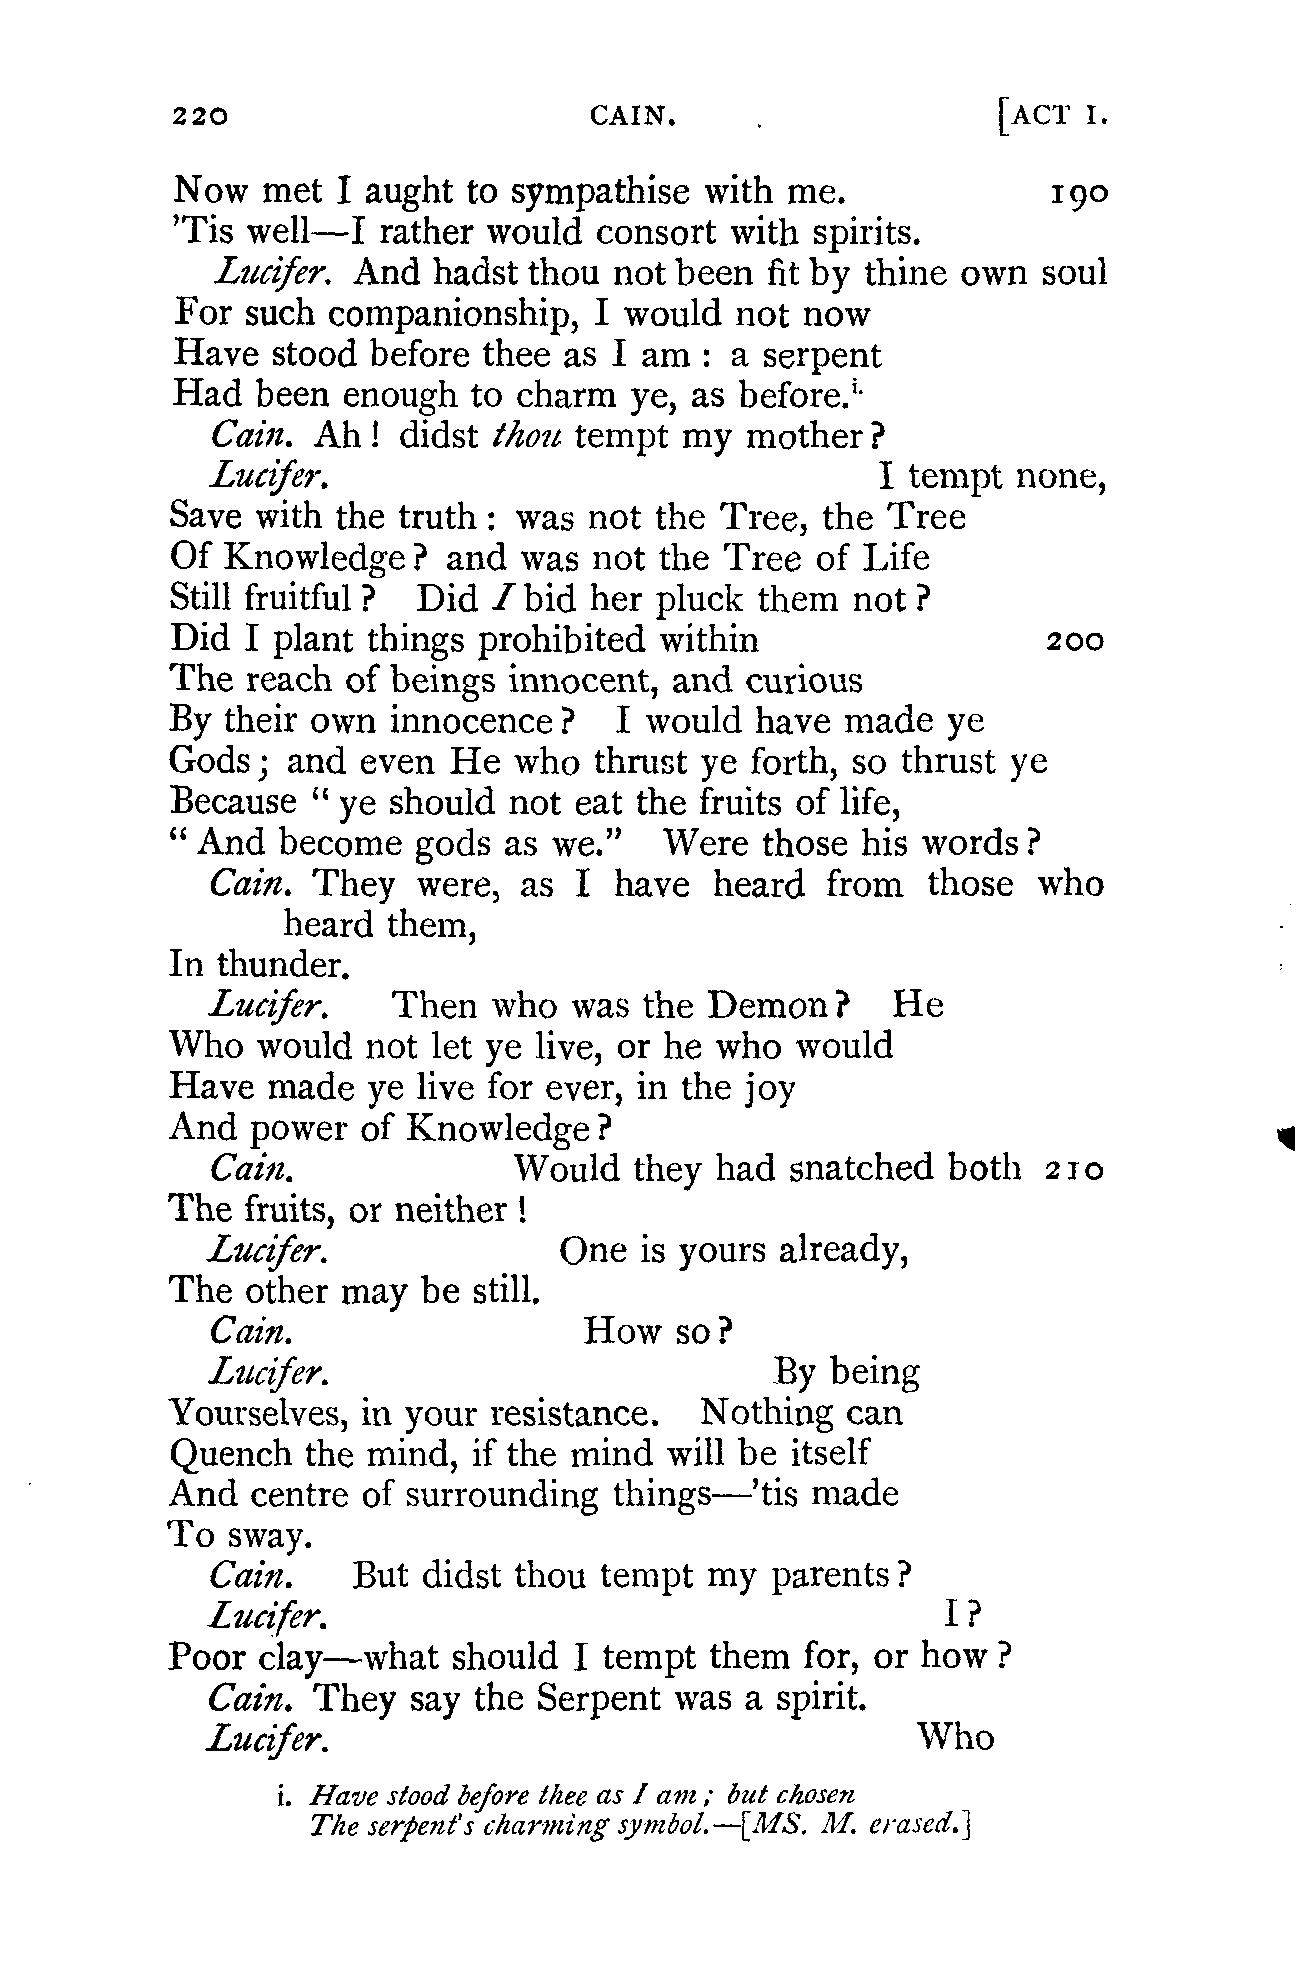 220 CAIN. [ACT I.
Now met I aught to sympathise with me. 190
’Tis well—I rather would consort with spirits.
Lucifer. And hadst thou not been fit by thine own soul
For such companionship, I would not now
Have stood before thee as I am : a serpent
Had been enough to charm ye, as before.i.
Cain. Ah ! didst thou tempt my mother ?
Lucifer. I tempt none,
Save with the truth : was not the Tree, the Tree
Of Knowledge ? and was not the Tree of Life
Still fruitful ? Did I bid her pluck them not ?
Did I plant things prohibited within 200
The reach of beings innocent, and curious
By their own innocence ? I would have made ye
Gods ; and even He who thrust ye forth, so thrust ye
Because “ ye should not eat the fruits of life,
“ And become gods as we.” Were those his words ?
Cain. They were, as I have heard from those who
heard them,
In thunder.
Lucifer. Then who was the Demon ? He
Who would not let ye live, or he who would
Have made ye live for ever, in the joy
And power of Knowledge ?
Cain. Would they had snatched both 210
The fruits, or neither !
Lucifer. One is yours already,
The other may be still.
Cain. How so ?
Lucifer. By being
Yourselves, in your resistance. Nothing can
Quench the mind, if the mind will be itself
And centre of surrounding things—’tis made
To sway.
Cain. But didst thou tempt my parents ?
Lucifer. I ?
Poor clay—what should I tempt them for, or how ?
Cain. They say the Serpent was a spirit.
Lucifer. Who
i. Have stood before thee as I am ; but chosen
The serpent’s charming symbol.—[MS. M. erased.]